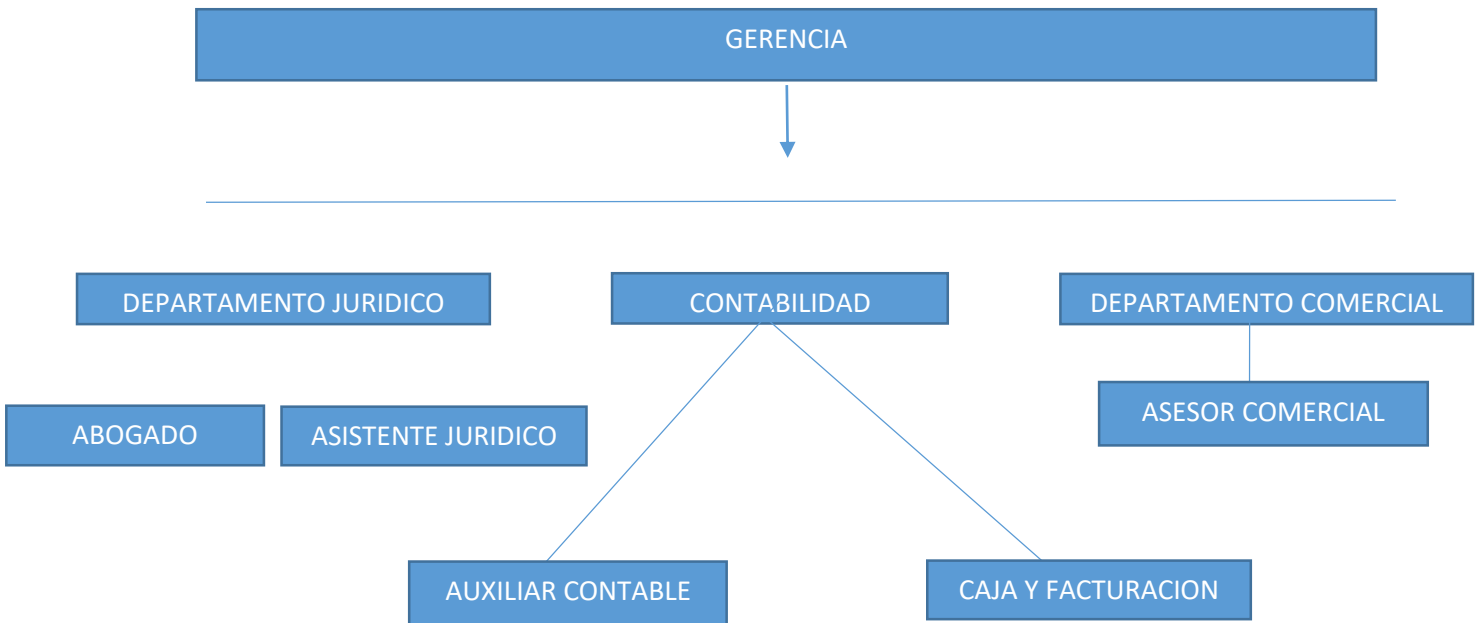 GERENCIA
DEPARTAMENTO JURIDICO
CONTABILIDAD
DEPARTAMENTO COMERCIAL
ABOGADO
ASISTENTE JURIDICO
ASESOR COMERCIAL
AUXILIAR CONTABLE
CAJA Y FACTURACION